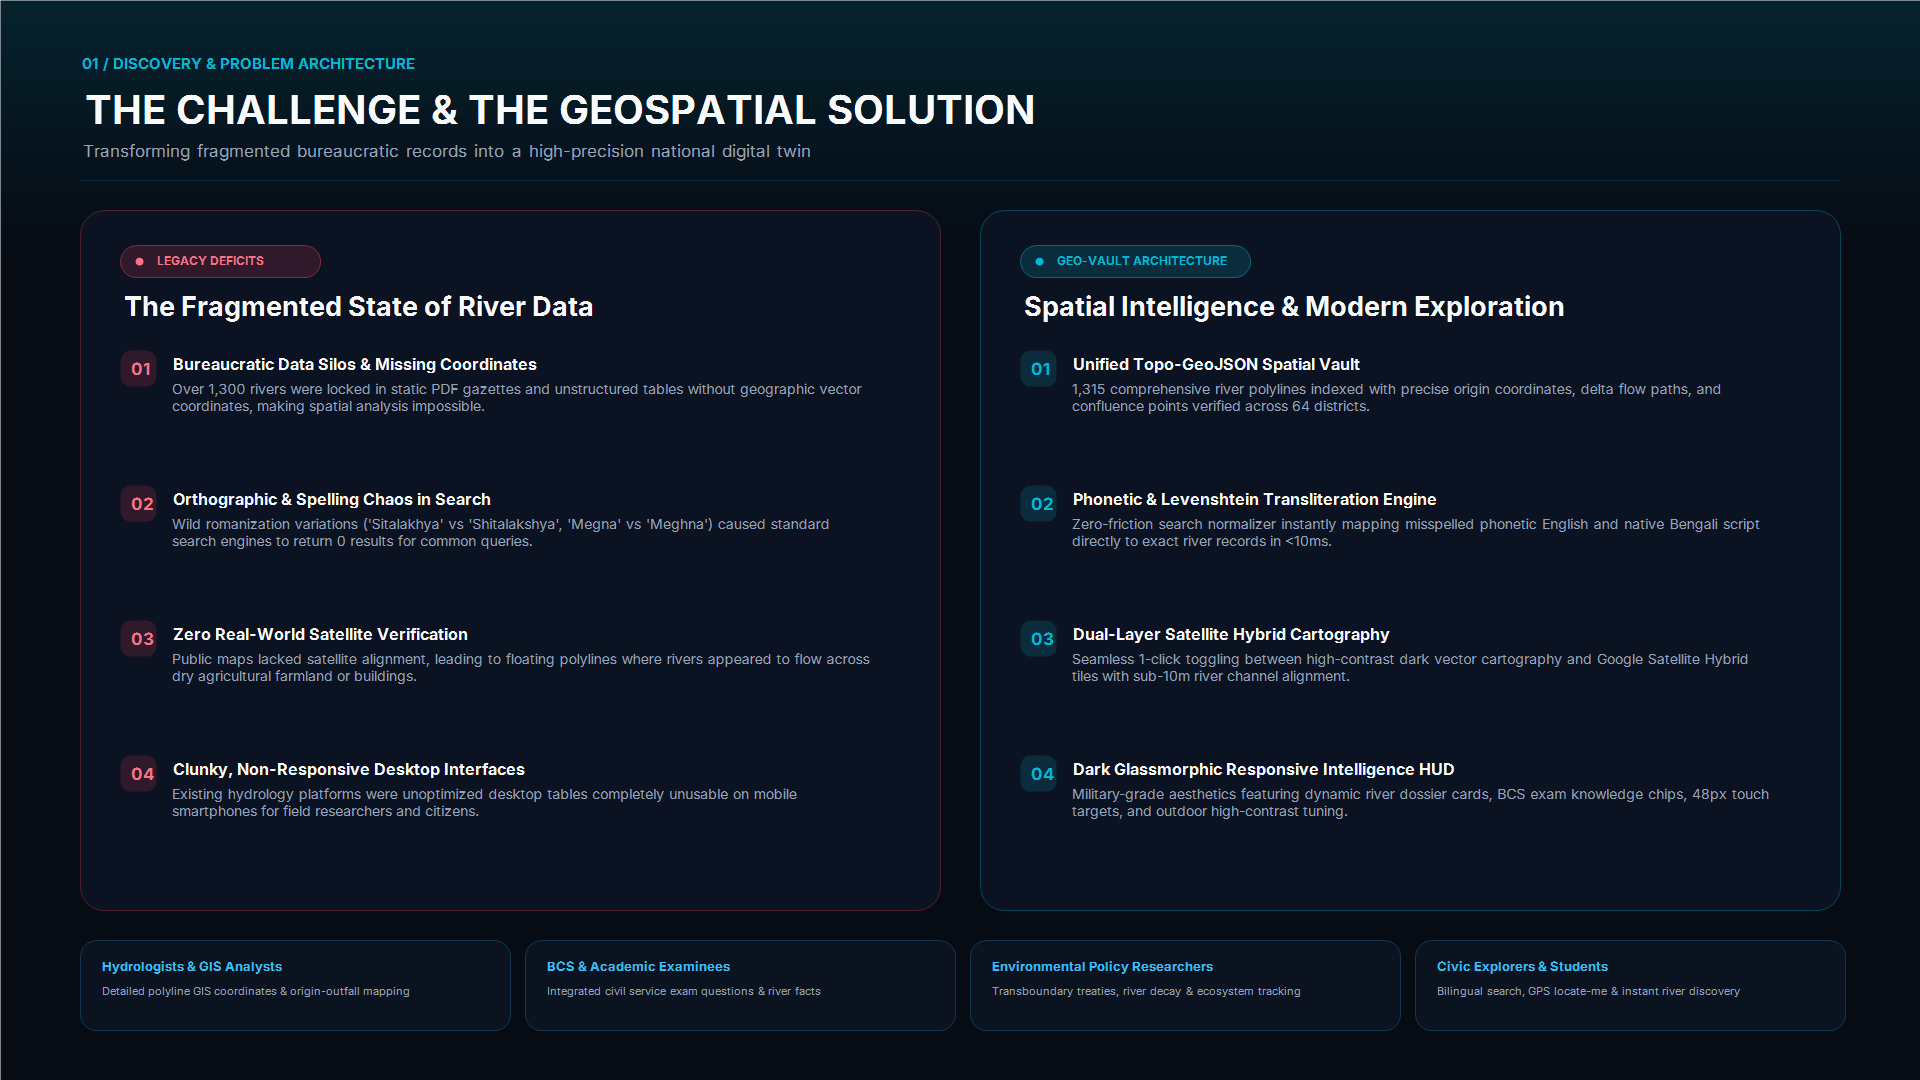 01 / DISCOVERY & PROBLEM ARCHITECTURE
THE CHALLENGE & THE GEOSPATIAL SOLUTION
Transforming fragmented bureaucratic records into a high-precision national digital twin
LEGACY DEFICITS
The Fragmented State of River Data
01
Bureaucratic Data Silos & Missing Coordinates
Over 1,300 rivers were locked in static PDF gazettes and unstructured tables without geographic vector
coordinates, making spatial analysis impossible.
02
Orthographic & Spelling Chaos in Search
Wild romanization variations ('Sitalakhya' vs 'Shitalakshya', 'Megna' vs 'Meghna') caused standard
search engines to return 0 results for common queries.
03
Zero Real-World Satellite Verification
Public maps lacked satellite alignment, leading to floating polylines where rivers appeared to flow across
dry agricultural farmland or buildings.
04
Clunky, Non-Responsive Desktop Interfaces
Existing hydrology platforms were unoptimized desktop tables completely unusable on mobile
smartphones for field researchers and citizens.
GEO-VAULT ARCHITECTURE
Spatial Intelligence & Modern Exploration
01
Unified Topo-GeoJSON Spatial Vault
1,315 comprehensive river polylines indexed with precise origin coordinates, delta flow paths, and
confluence points verified across 64 districts.
02
Phonetic & Levenshtein Transliteration Engine
Zero-friction search normalizer instantly mapping misspelled phonetic English and native Bengali script
directly to exact river records in <10ms.
03
Dual-Layer Satellite Hybrid Cartography
Seamless 1-click toggling between high-contrast dark vector cartography and Google Satellite Hybrid
tiles with sub-10m river channel alignment.
04
Dark Glassmorphic Responsive Intelligence HUD
Military-grade aesthetics featuring dynamic river dossier cards, BCS exam knowledge chips, 48px touch
targets, and outdoor high-contrast tuning.
Hydrologists & GIS Analysts
Detailed polyline GIS coordinates & origin-outfall mapping
BCS & Academic Examinees
Integrated civil service exam questions & river facts
Environmental Policy Researchers
Transboundary treaties, river decay & ecosystem tracking
Civic Explorers & Students
Bilingual search, GPS locate-me & instant river discovery